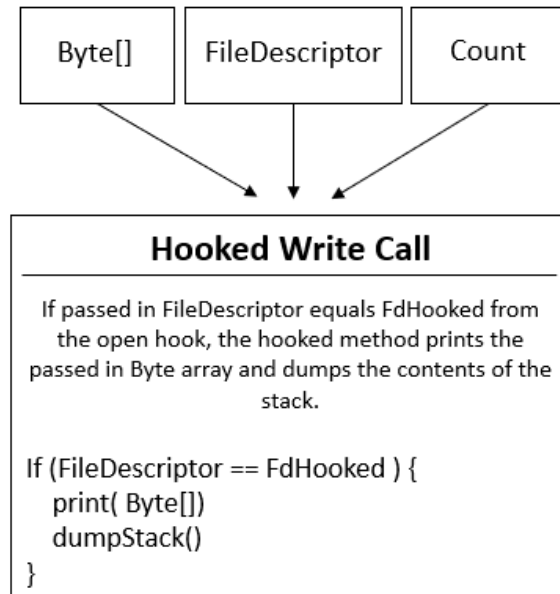 Byte[]
FileDescriptor
Count
Hooked Write Call
If passed in FileDescriptor equals FdHooked from
the open hook, the hooked method prints the
passed in Byte array and dumps the contents of the
stack.
If (FileDescriptor == FdHooked ) {
print( Byte[])
dumpStack()
}